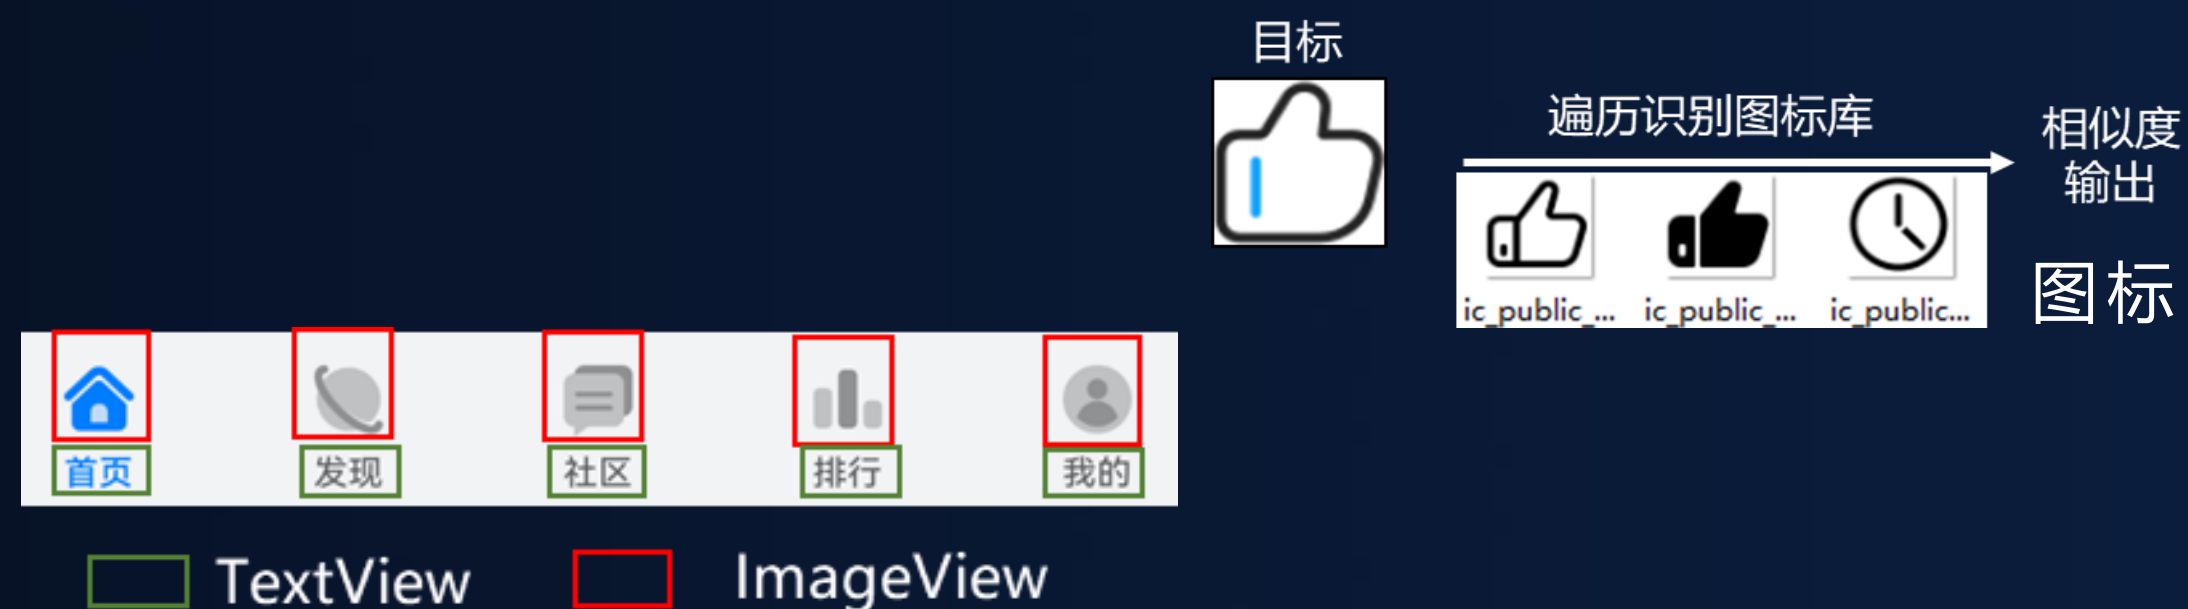 目标
遍历识别图标库
相似度
输出
ic_public_... ic_public_... ic_public...
图标
首页 发现 社区 排行 我的
TextView ImageView